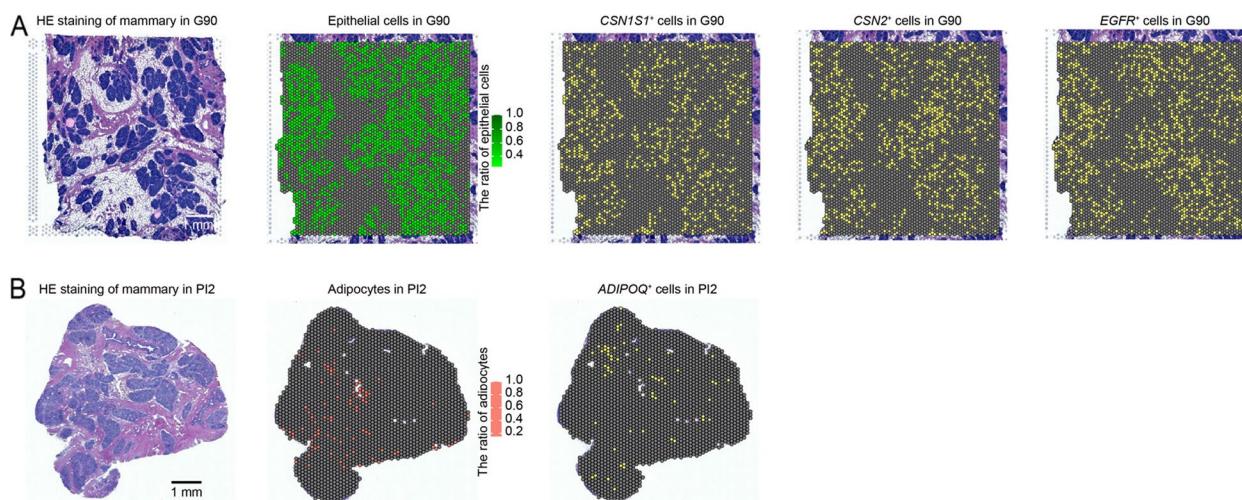 A
HE staining of mammary in G90
Epithelial cells in G90
CSN1S1+ cells in G90
CSN2+ cells in G90
EGFR+ cells in G90
The ratio of epithelial cells
1.0
0.8
0.6
0.4
1 mm
B
HE staining of mammary in PI2
Adipocytes in PI2
ADIPOQ+ cells in PI2
The ratio of adipocytes
1.0
0.8
0.6
0.4
0.2
1 mm